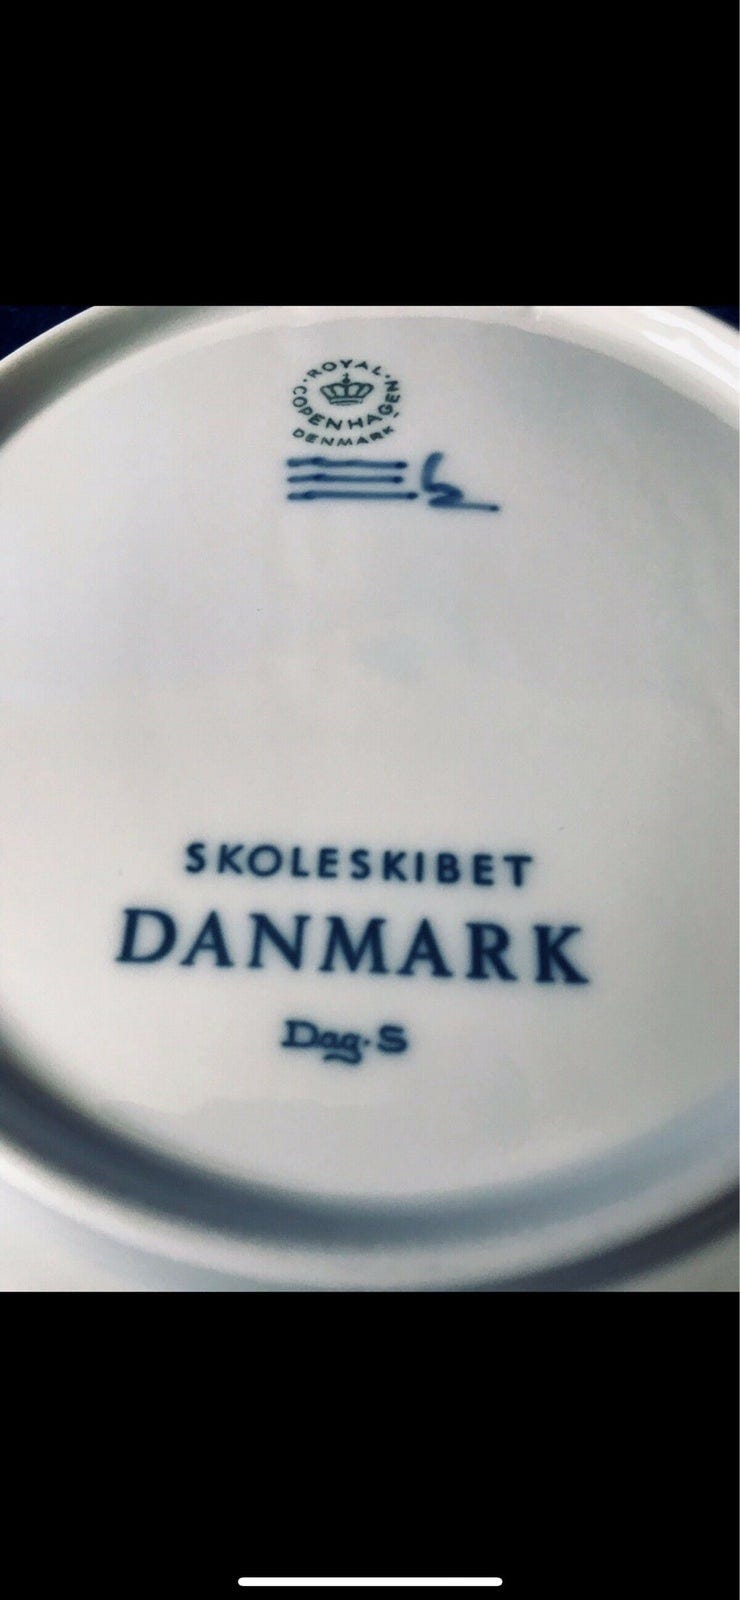 ROYAL
COPENHAGEN
DENMARK
SKOLESKIBET
DANMARK
Dag·S